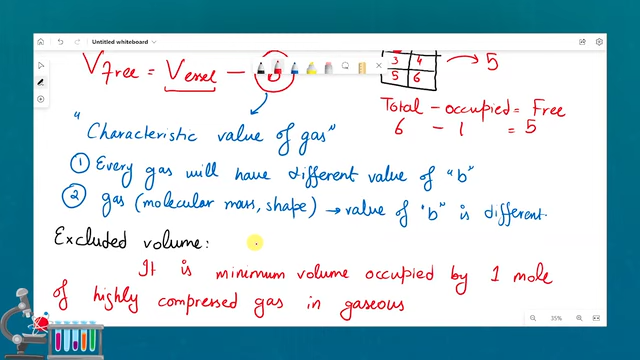 Untitled whiteboard
V free = Vessel - b
3 4
5 6
5
Total - occupied = Free
6 - 1 = 5
"Characteristic value of gas"
① Every gas will have different value of "b"
② gas (molecular mass, shape) → value of "b" is different.
Excluded volume:
It is minimum volume occupied by 1 mole
of highly compressed gas in gaseous
35%